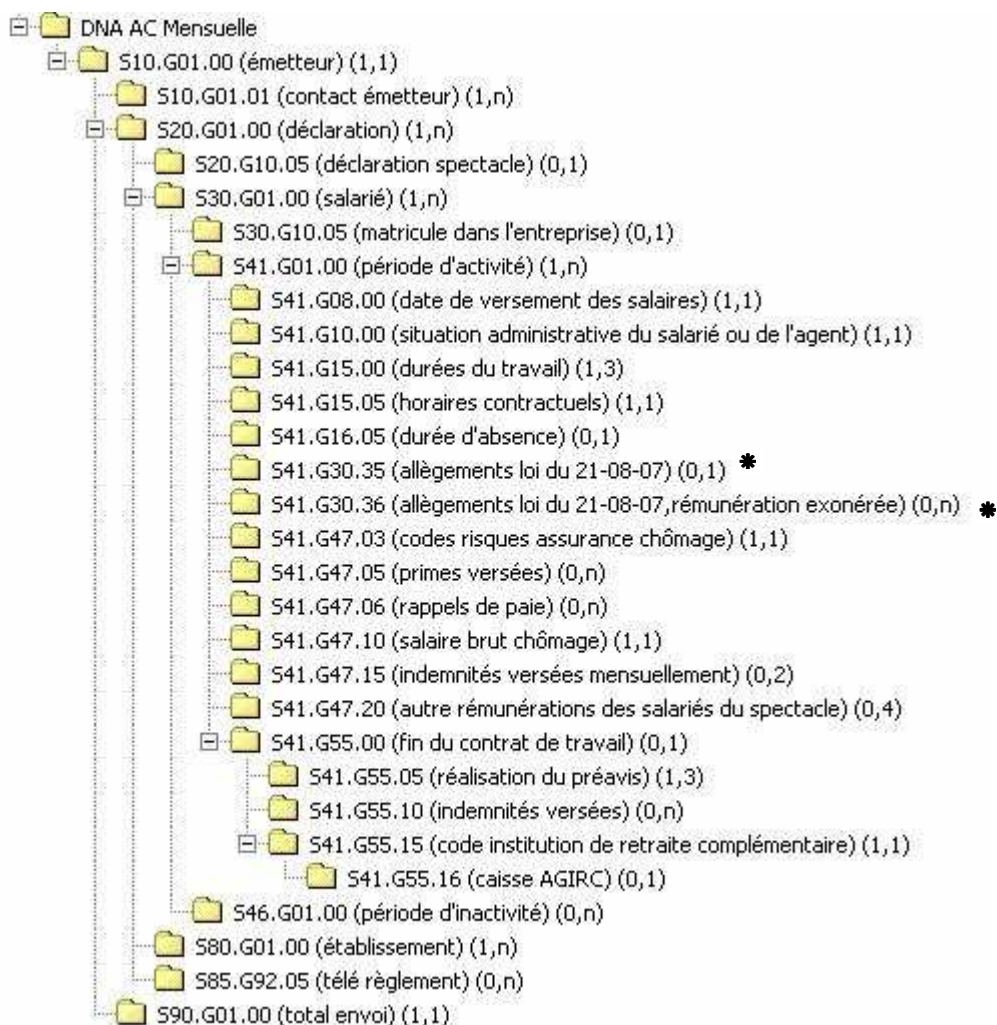 DNA AC Mensuelle
S10.G01.00 (émetteur) (1,1)
S10.G01.01 (contact émetteur) (1,n)
S20.G01.00 (déclaration) (1,n)
S20.G10.05 (déclaration spectacle) (0,1)
S30.G01.00 (salarié) (1,n)
S30.G10.05 (matricule dans l'entreprise) (0,1)
S41.G01.00 (période d'activité) (1,n)
S41.G08.00 (date de versement des salaires) (1,1)
S41.G10.00 (situation administrative du salarié ou de l'agent) (1,1)
S41.G15.00 (durées du travail) (1,3)
S41.G15.05 (horaires contractuels) (1,1)
S41.G16.05 (durée d'absence) (0,1)
S41.G30.35 (allègements loi du 21-08-07) (0,1) *
S41.G30.36 (allègements loi du 21-08-07,rémunération exonérée) (0,n) *
S41.G47.03 (codes risques assurance chômage) (1,1)
S41.G47.05 (primes versées) (0,n)
S41.G47.06 (rappels de paie) (0,n)
S41.G47.10 (salaire brut chômage) (1,1)
S41.G47.15 (indemnités versées mensuellement) (0,2)
S41.G47.20 (autre rémunérations des salariés du spectacle) (0,4)
S41.G55.00 (fin du contrat de travail) (0,1)
S41.G55.05 (réalisation du préavis) (1,3)
S41.G55.10 (indemnités versées) (0,n)
S41.G55.15 (code institution de retraite complémentaire) (1,1)
S41.G55.16 (caisse AGIRC) (0,1)
S46.G01.00 (période d'inactivité) (0,n)
S80.G01.00 (établissement) (1,n)
S85.G92.05 (télé règlement) (0,n)
S90.G01.00 (total envoi) (1,1)